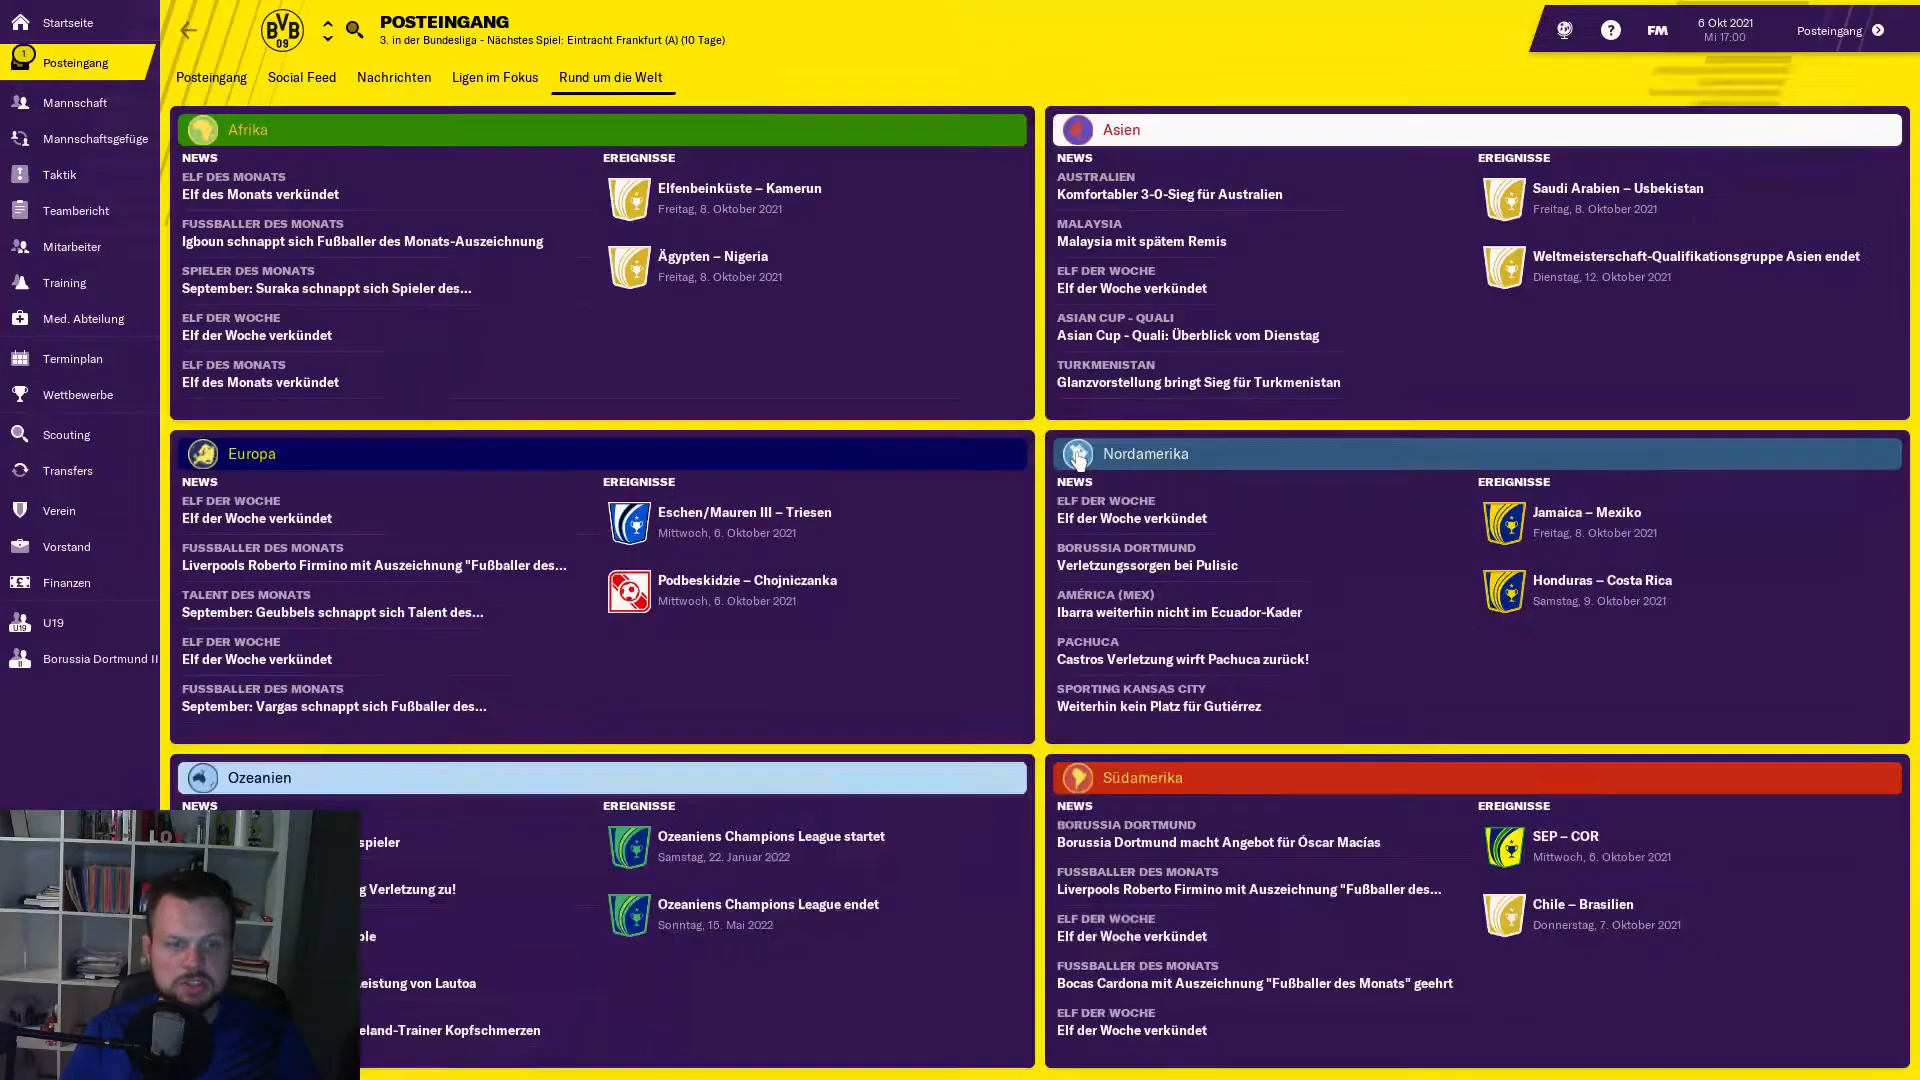 Startseite
1
Posteingang
Mannschaft
Mannschaftsgefüge
Taktik
Teambericht
Mitarbeiter
Training
Med. Abteilung
Terminplan
Wettbewerbe
Scouting
Transfers
Verein
Vorstand
Finanzen
U19
U19
II
Borussia Dortmund II
BVB
09
POSTEINGANG
3. in der Bundesliga - Nächstes Spiel: Eintracht Frankfurt (A) (10 Tage)
?
FM
6 Okt 2021
Mi 17:00
Posteingang
Posteingang
Social Feed
Nachrichten
Ligen im Fokus
Rund um die Welt
Afrika
NEWS
ELF DES MONATS
Elf des Monats verkündet
FUSSBALLER DES MONATS
Igboun schnappt sich Fußballer des Monats-Auszeichnung
SPIELER DES MONATS
September: Suraka schnappt sich Spieler des...
ELF DER WOCHE
Elf der Woche verkündet
ELF DES MONATS
Elf des Monats verkündet
EREIGNISSE
Elfenbeinküste – Kamerun
Freitag, 8. Oktober 2021
Ägypten – Nigeria
Freitag, 8. Oktober 2021
Asien
NEWS
AUSTRALIEN
Komfortabler 3-0-Sieg für Australien
MALAYSIA
Malaysia mit spätem Remis
ELF DER WOCHE
Elf der Woche verkündet
ASIAN CUP - QUALI
Asian Cup - Quali: Überblick vom Dienstag
TURKMENISTAN
Glanzvorstellung bringt Sieg für Turkmenistan
EREIGNISSE
Saudi Arabien – Usbekistan
Freitag, 8. Oktober 2021
Weltmeisterschaft-Qualifikationsgruppe Asien endet
Dienstag, 12. Oktober 2021
Europa
NEWS
ELF DER WOCHE
Elf der Woche verkündet
FUSSBALLER DES MONATS
Liverpools Roberto Firmino mit Auszeichnung "Fußballer des...
TALENT DES MONATS
September: Geubbels schnappt sich Talent des...
ELF DER WOCHE
Elf der Woche verkündet
FUSSBALLER DES MONATS
September: Vargas schnappt sich Fußballer des...
EREIGNISSE
Eschen/Mauren III – Triesen
Mittwoch, 6. Oktober 2021
Podbeskidzie – Chojniczanka
Mittwoch, 6. Oktober 2021
Nordamerika
NEWS
ELF DER WOCHE
Elf der Woche verkündet
BORUSSIA DORTMUND
Verletzungssorgen bei Pulisic
AMÉRICA (MEX)
Ibarra weiterhin nicht im Ecuador-Kader
PACHUCA
Castros Verletzung wirft Pachuca zurück!
SPORTING KANSAS CITY
Weiterhin kein Platz für Gutiérrez
EREIGNISSE
Jamaica – Mexiko
Freitag, 8. Oktober 2021
Honduras – Costa Rica
Samstag, 9. Oktober 2021
Ozeanien
NEWS
spieler
g Verletzung zu!
ble
eistung von Lautoa
eland-Trainer Kopfschmerzen
EREIGNISSE
Ozeaniens Champions League startet
Samstag, 22. Januar 2022
Ozeaniens Champions League endet
Sonntag, 15. Mai 2022
Südamerika
NEWS
BORUSSIA DORTMUND
Borussia Dortmund macht Angebot für Óscar Macías
FUSSBALLER DES MONATS
Liverpools Roberto Firmino mit Auszeichnung "Fußballer des...
ELF DER WOCHE
Elf der Woche verkündet
FUSSBALLER DES MONATS
Bocas Cardona mit Auszeichnung "Fußballer des Monats" geehrt
ELF DER WOCHE
Elf der Woche verkündet
EREIGNISSE
SEP – COR
Mittwoch, 6. Oktober 2021
Chile – Brasilien
Donnerstag, 7. Oktober 2021